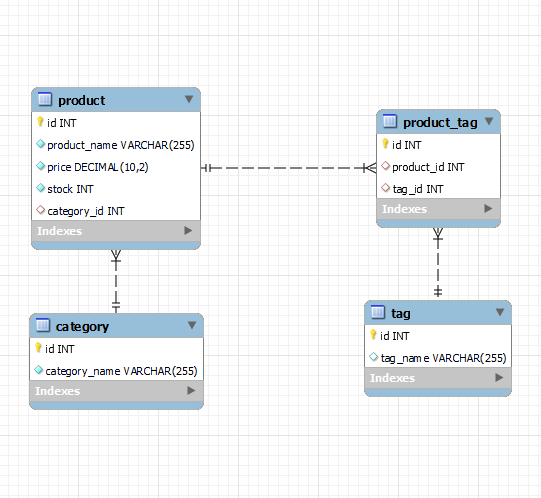 product
id INT
product_name VARCHAR(255)
price DECIMAL(10,2)
stock INT
category_id INT
Indexes
product_tag
id INT
product_id INT
tag_id INT
Indexes
category
id INT
category_name VARCHAR(255)
Indexes
tag
id INT
tag_name VARCHAR(255)
Indexes